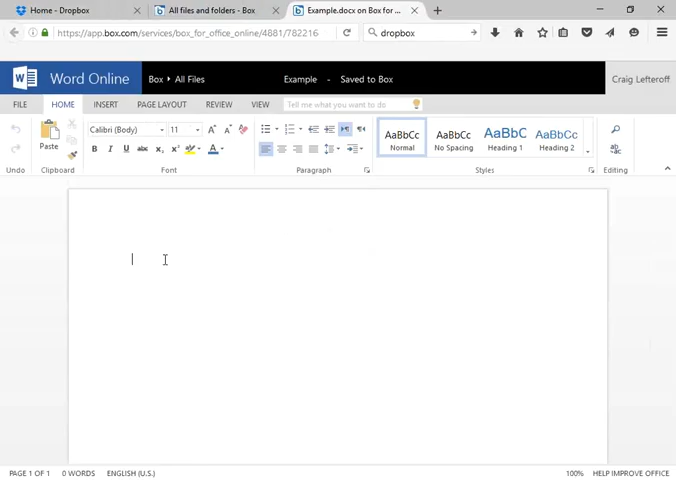 Home - Dropbox
All files and folders - Box
Example.docx on Box for ...
https://app.box.com/services/box_for_office_online/4881/782216
dropbox
Word Online
Box ▸ All Files
Example - Saved to Box
Craig Lefteroff
FILE HOME INSERT PAGE LAYOUT REVIEW VIEW Tell me what you want to do
Paste
Calibri (Body) 11
B I U abc x₂ x² ab A
AaBbCc AaBbCc AaBbC AaBbCc
Normal No Spacing Heading 1 Heading 2
Undo Clipboard Font Paragraph Styles Editing
PAGE 1 OF 1 0 WORDS ENGLISH (U.S.) 100% HELP IMPROVE OFFICE